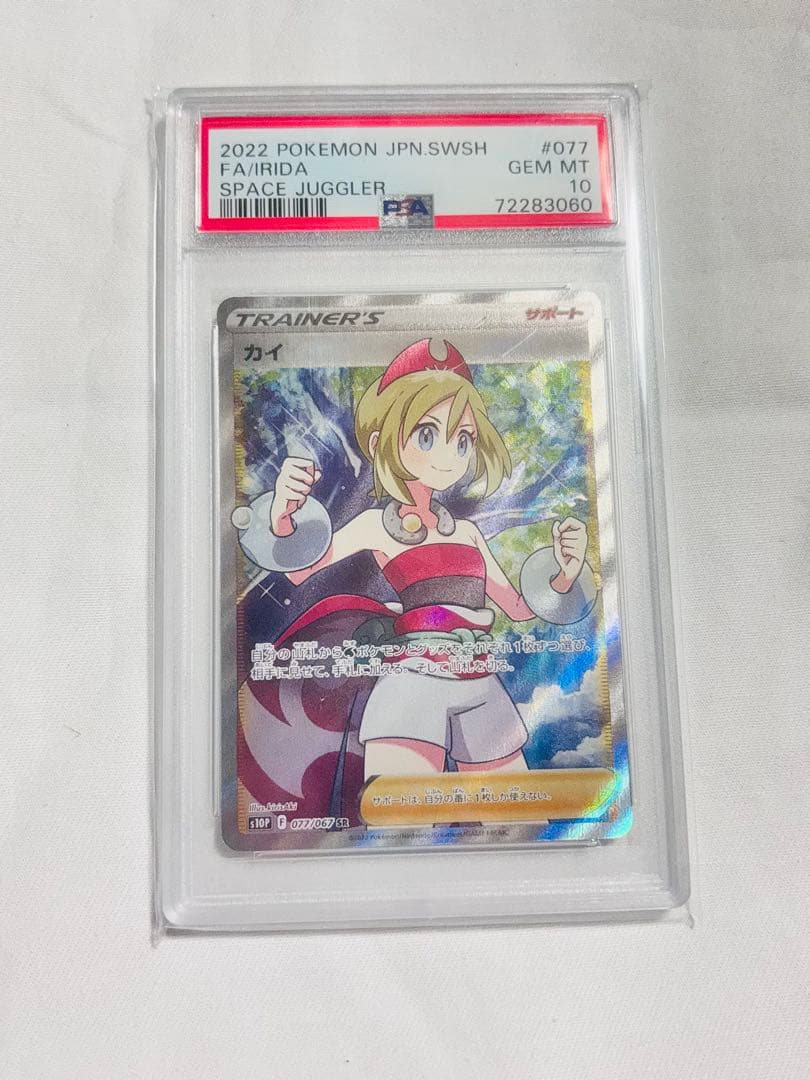 2022 POKEMON JPN.SWSH #077
FA/IRIDA GEM MT
SPACE JUGGLER 10
PSA 72283060
TRAINER'S サポート
カイ
自分の山札からポケモンとグッズをそれぞれ1枚ずつ選び、
相手に見せて、手札に加える。そして山札を切る。
サポートは、自分の番に1枚しか使えない。
Illus. kirisAki
s10P F 077/067 SR